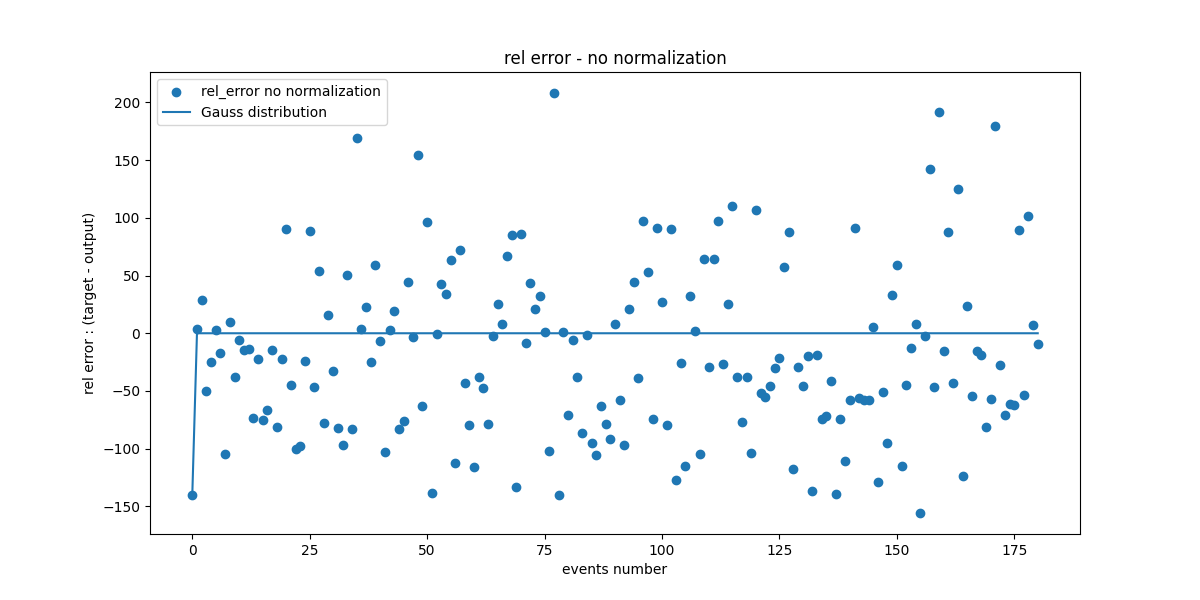 rel error - no normalization
rel_error no normalization
Gauss distribution
200
150
100
50
0
−50
−100
−150
rel error : (target - output)
0 25 50 75 100 125 150 175
events number